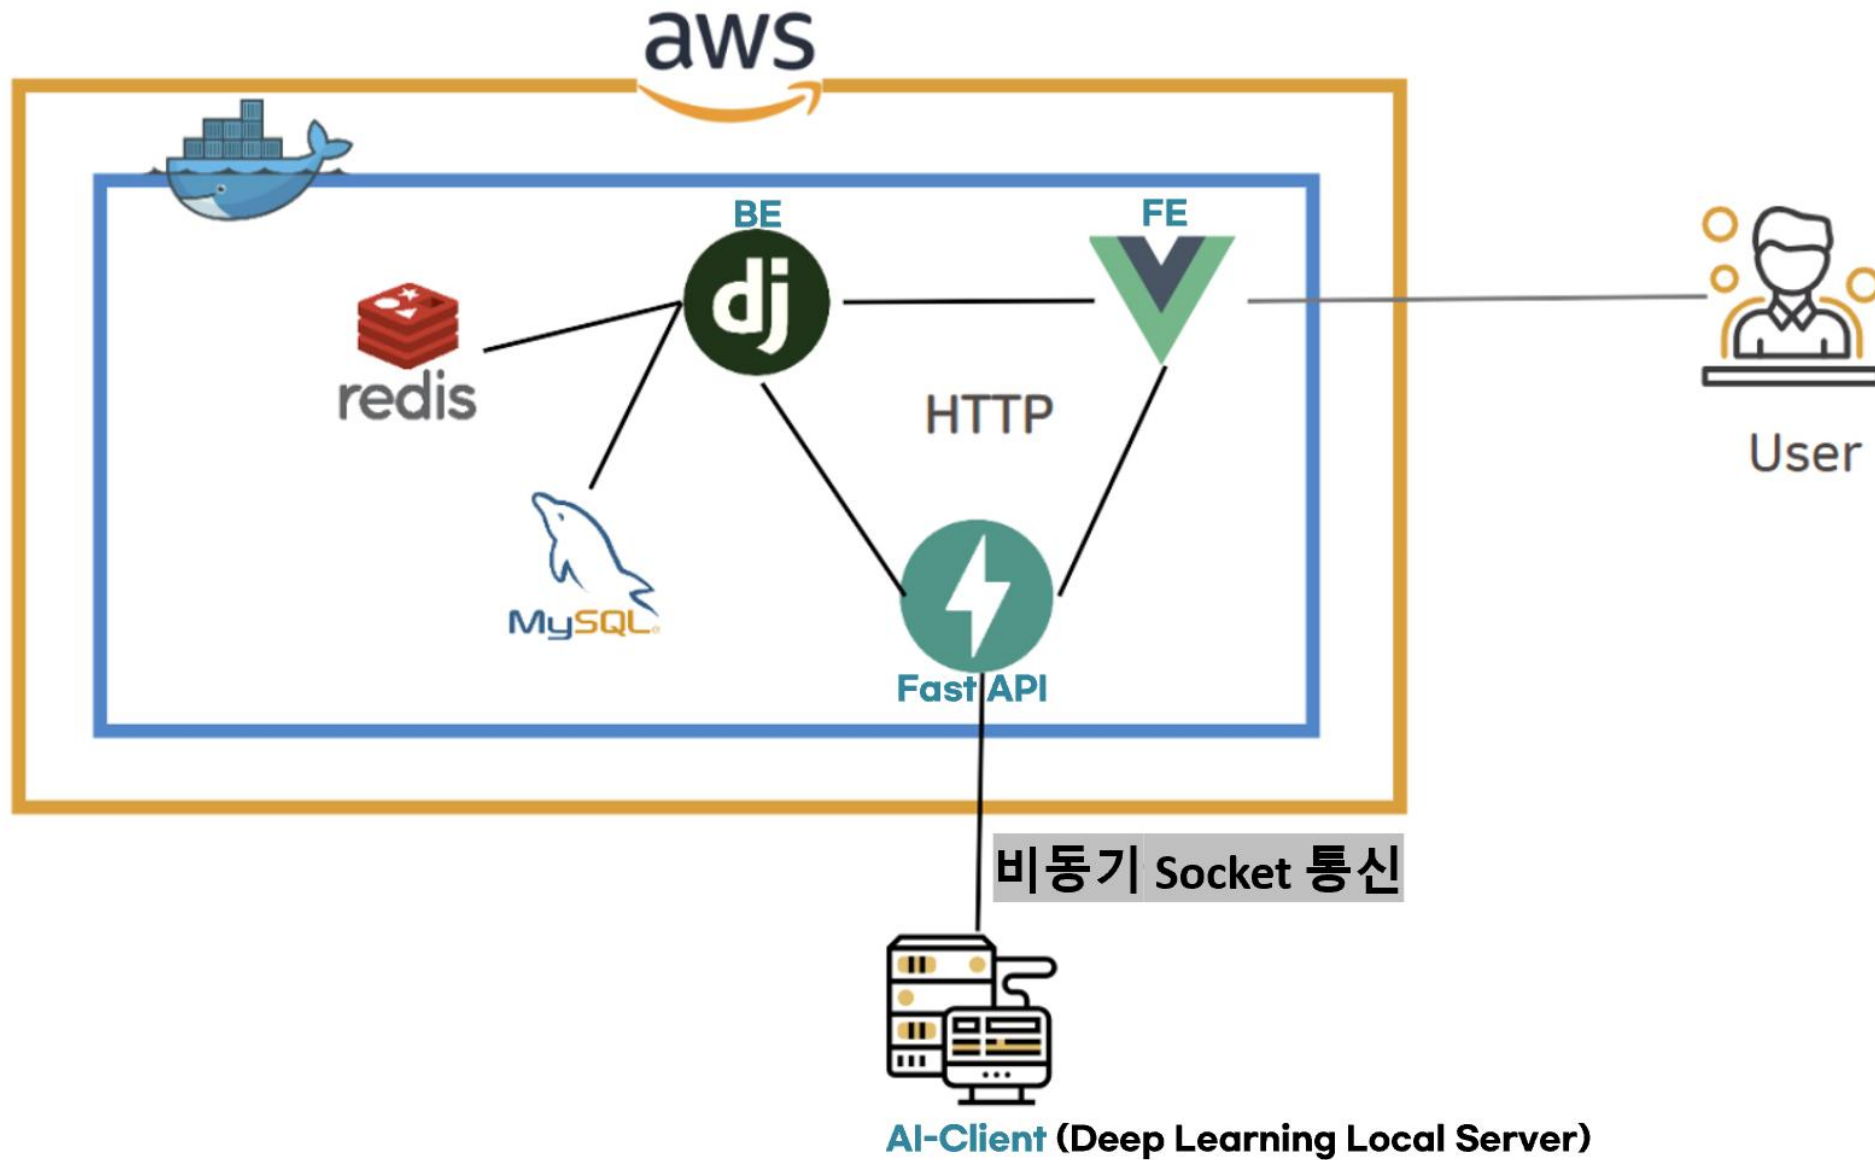 aws
BE
FE
dj
redis
HTTP
User
MySQL
Fast API
비동기 Socket 통신
AI-Client (Deep Learning Local Server)